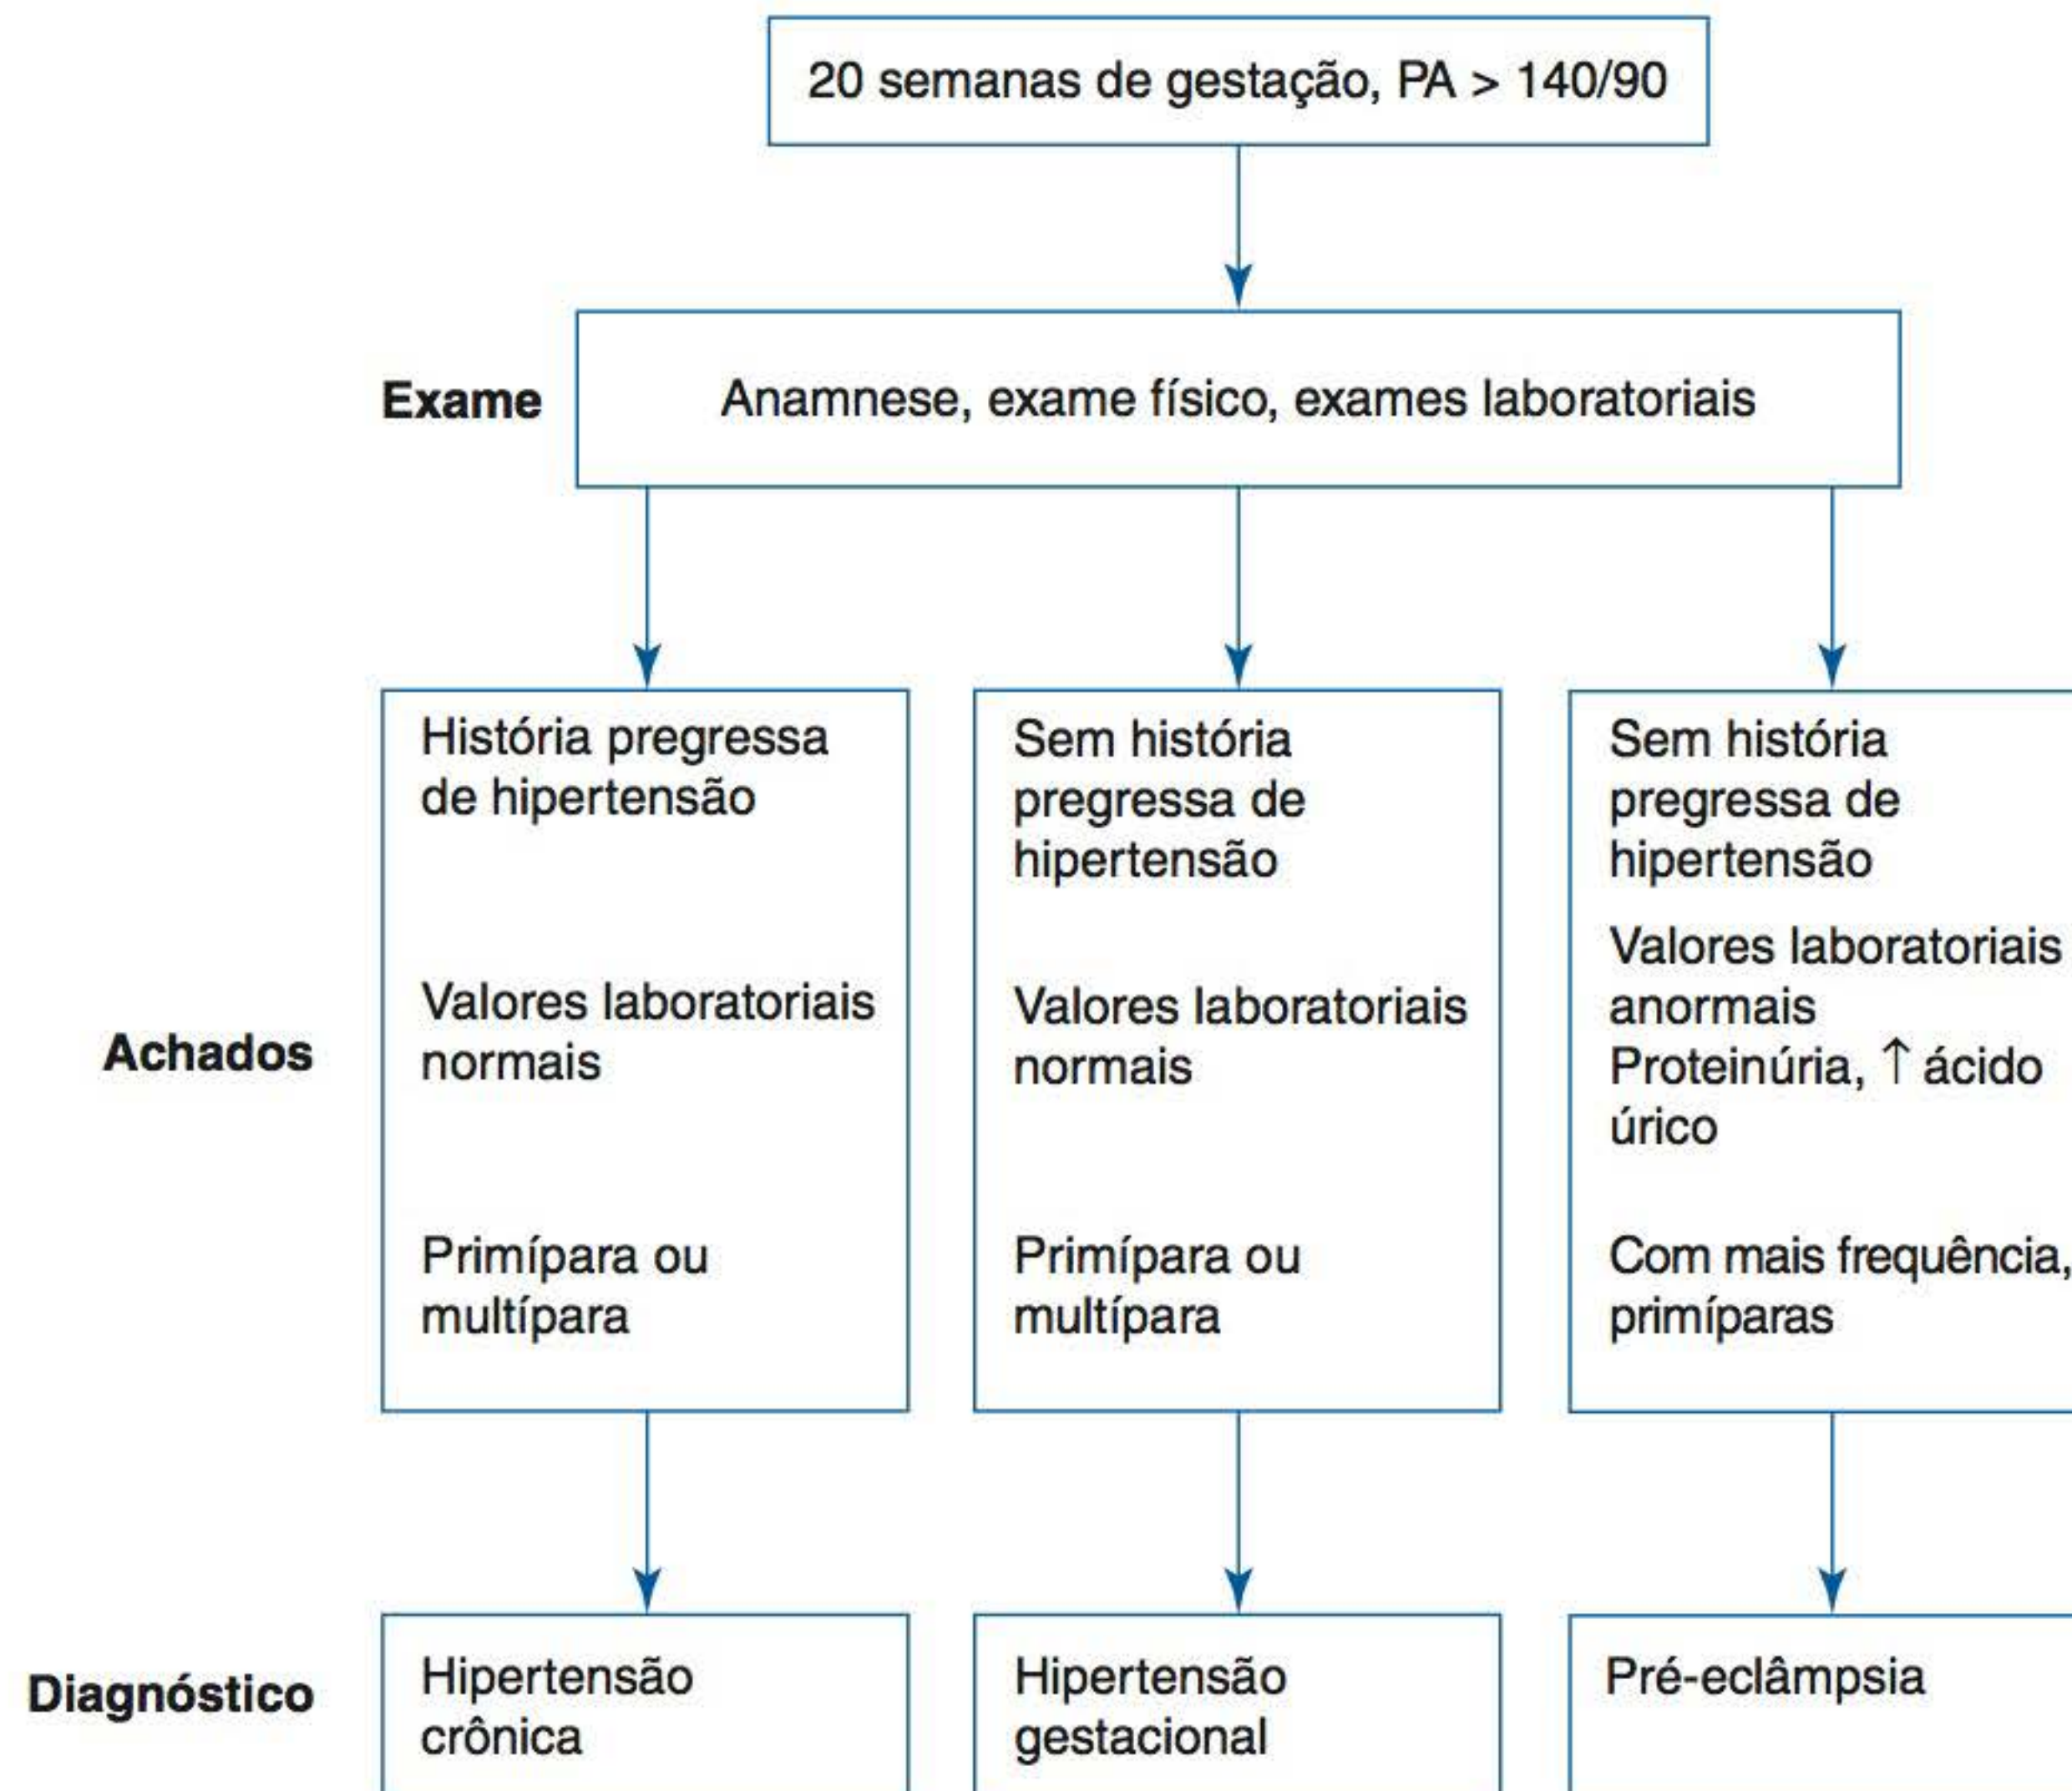 20 semanas de gestação, PA > 140/90
Exame
Anamnese, exame físico, exames laboratoriais
Achados
História pregressa
de hipertensão
Valores laboratoriais
normais
Primípara ou
multípara
Sem história
pregressa de
hipertensão
Valores laboratoriais
normais
Primípara ou
multípara
Sem história
pregressa de
hipertensão
Valores laboratoriais
anormais
Proteinúria, ↑ ácido
úrico
Com mais frequência,
primíparas
Diagnóstico
Hipertensão
crônica
Hipertensão
gestacional
Pré-eclâmpsia